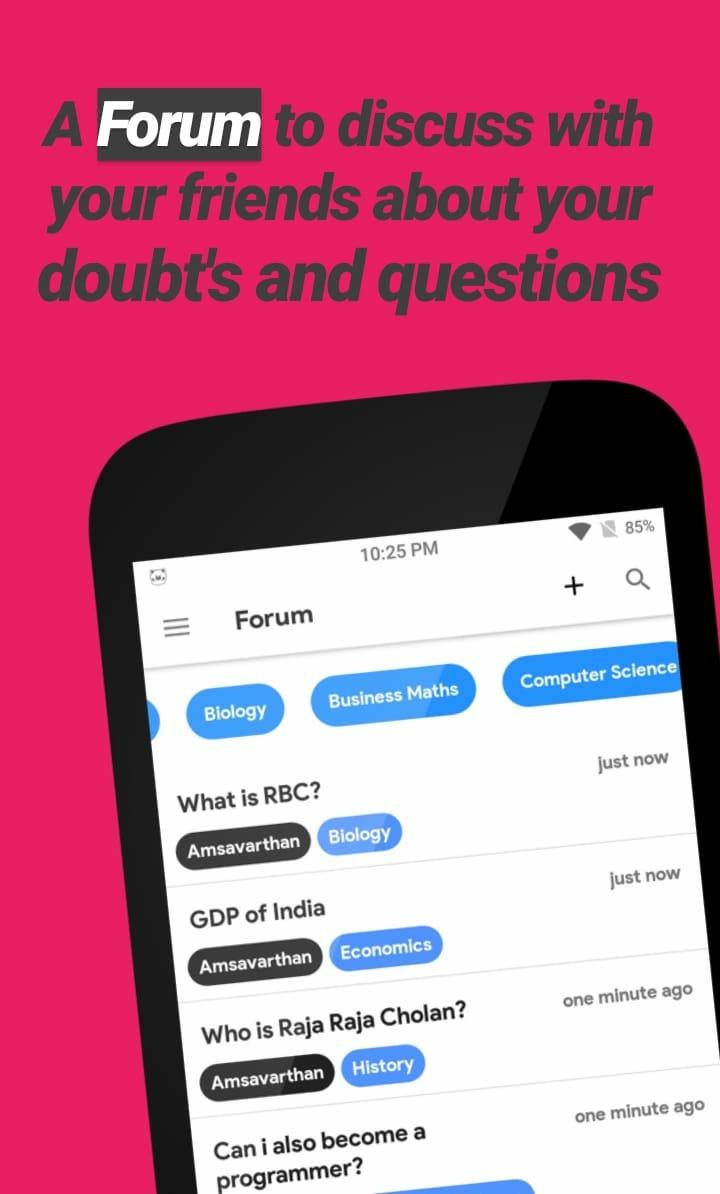 A Forum to discuss with
your friends about your
doubt's and questions
10:25 PM
85%
Forum
+
Biology
Business Maths
Computer Science
just now
What is RBC?
Amsavarthan
Biology
just now
GDP of India
Amsavarthan
Economics
one minute ago
Who is Raja Raja Cholan?
Amsavarthan
History
one minute ago
Can i also become a
programmer?